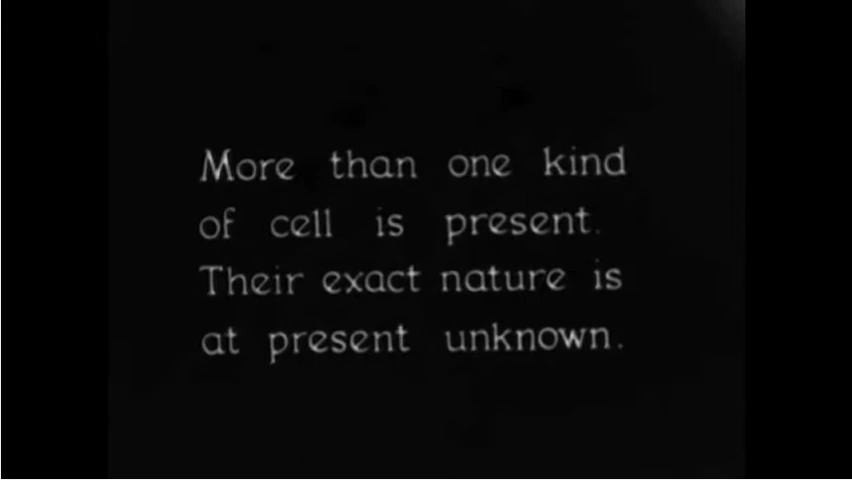 More than one kind
of cell is present.
Their exact nature is
at present unknown.